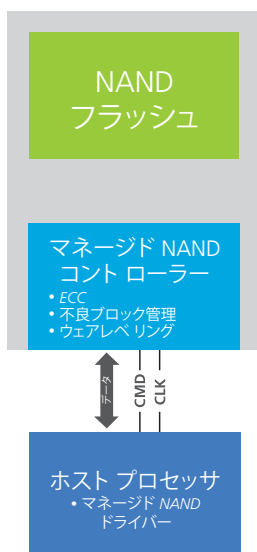 NAND
フラッシュ
マネージド NAND
コント ローラー
• ECC
• 不良ブロック管理
• ウェアレベ リング
データ
CMD
CLK
ホスト プロセッサ
• マネージド NAND
ドライバー